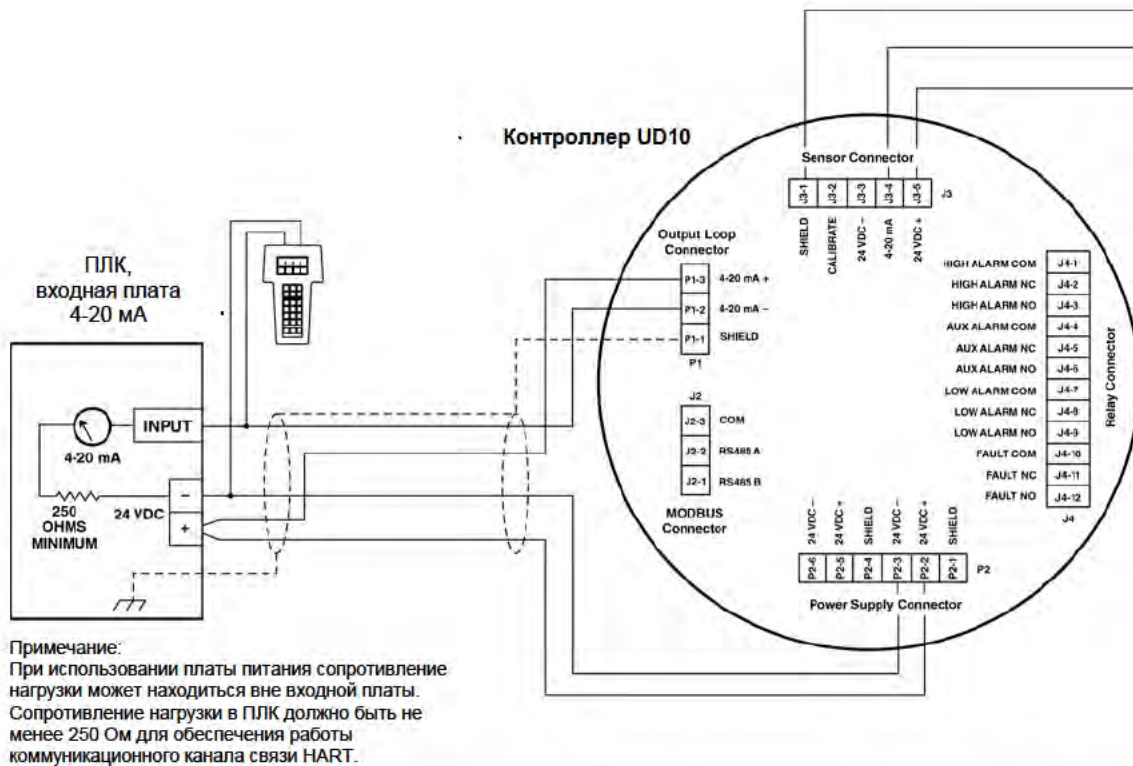 Контроллер UD10
Sensor Connector
J3-1
J3-2
J3-3
J3-4
J3-5
J3
SHIELD
CALIBRATE
24 VDC –
4-20 mA
24 VDC +
Output Loop
Connector
P1-3 4-20 mA +
P1-2 4-20 mA –
P1-1 SHIELD
P1
J2
J2-3 COM
J2-2 RS485 A
J2-1 RS485 B
MODBUS
Connector
HIGH ALARM COM J4-1
HIGH ALARM NC J4-2
HIGH ALARM NO J4-3
AUX ALARM COM J4-4
AUX ALARM NC J4-5
AUX ALARM NO J4-6
LOW ALARM COM J4-7
LOW ALARM NC J4-8
LOW ALARM NO J4-9
FAULT COM J4-10
FAULT NC J4-11
FAULT NO J4-12
J4
Relay Connector
24 VDC –
24 VDC +
SHIELD
24 VDC –
24 VDC +
SHIELD
P2-6
P2-5
P2-4
P2-3
P2-2
P2-1
P2
Power Supply Connector
ПЛК,
входная плата
4-20 мА
INPUT
4-20 mA
–
24 VDC
+
250
OHMS
MINIMUM
Примечание:
При использовании платы питания сопротивление
нагрузки может находиться вне входной платы.
Сопротивление нагрузки в ПЛК должно быть не
менее 250 Ом для обеспечения работы
коммуникационного канала связи HART.